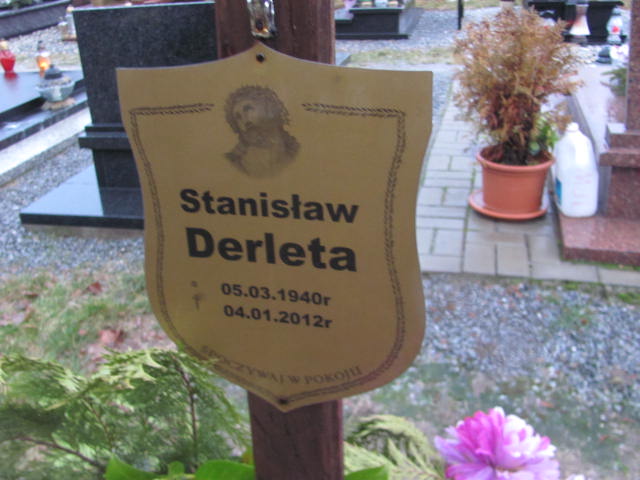 Stanisław
Derleta
* 05.03.1940r
† 04.01.2012r
SPOCZYWAJ W POKOJU